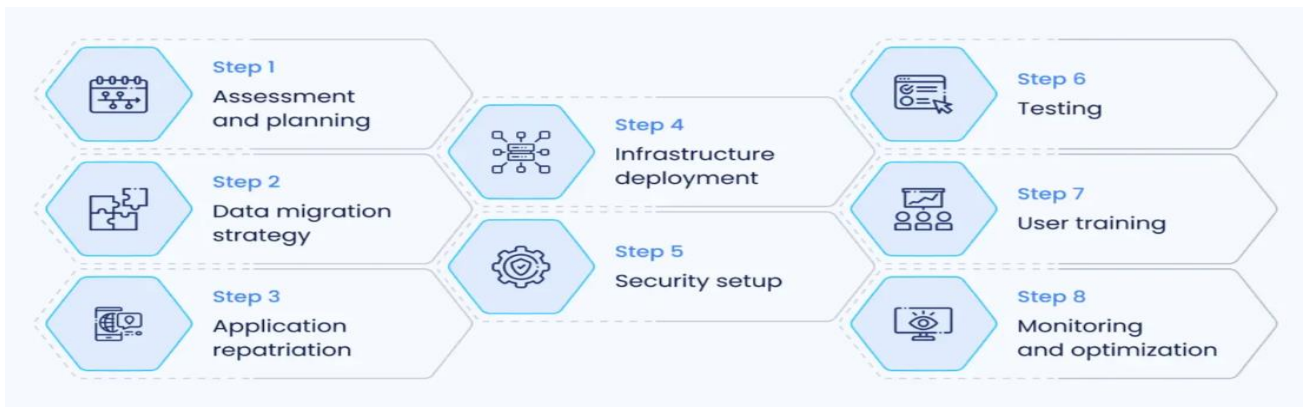 Step 1
Assessment
and planning
Step 2
Data migration
strategy
Step 3
Application
repatriation
Step 4
Infrastructure
deployment
Step 5
Security setup
Step 6
Testing
Step 7
User training
Step 8
Monitoring
and optimization